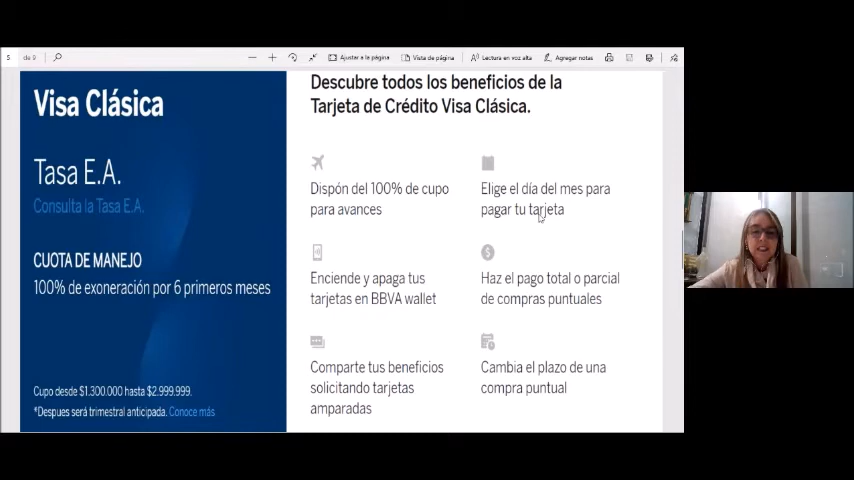 5 de 9 Ajustar a la página Vista de página Lectura en voz alta Agregar notas
Visa Clásica
Tasa E.A.
Consulta la Tasa E.A.
CUOTA DE MANEJO
100% de exoneración por 6 primeros meses
Cupo desde $1.300.000 hasta $2.999.999.
*Despues será trimestral anticipada. Conoce más
Descubre todos los beneficios de la
Tarjeta de Crédito Visa Clásica.
Dispón del 100% de cupo
para avances
Elige el día del mes para
pagar tu tarjeta
Enciende y apaga tus
tarjetas en BBVA wallet
Haz el pago total o parcial
de compras puntuales
Comparte tus beneficios
solicitando tarjetas
amparadas
Cambia el plazo de una
compra puntual